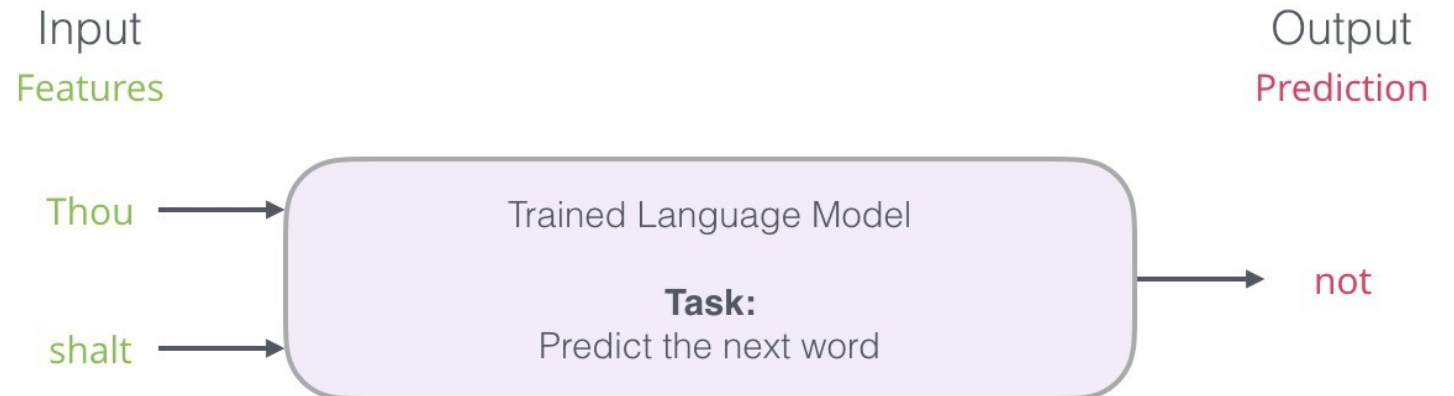 Input
Features
Output
Prediction
Thou
shalt
Trained Language Model
Task:
Predict the next word
not